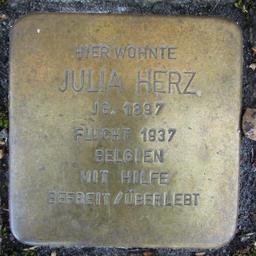 HIER WOHNTE
JULIA HERZ
JG. 1897
FLUCHT 1937
BELGIEN
MIT HILFE
BEFREIT/ÜBERLEBT